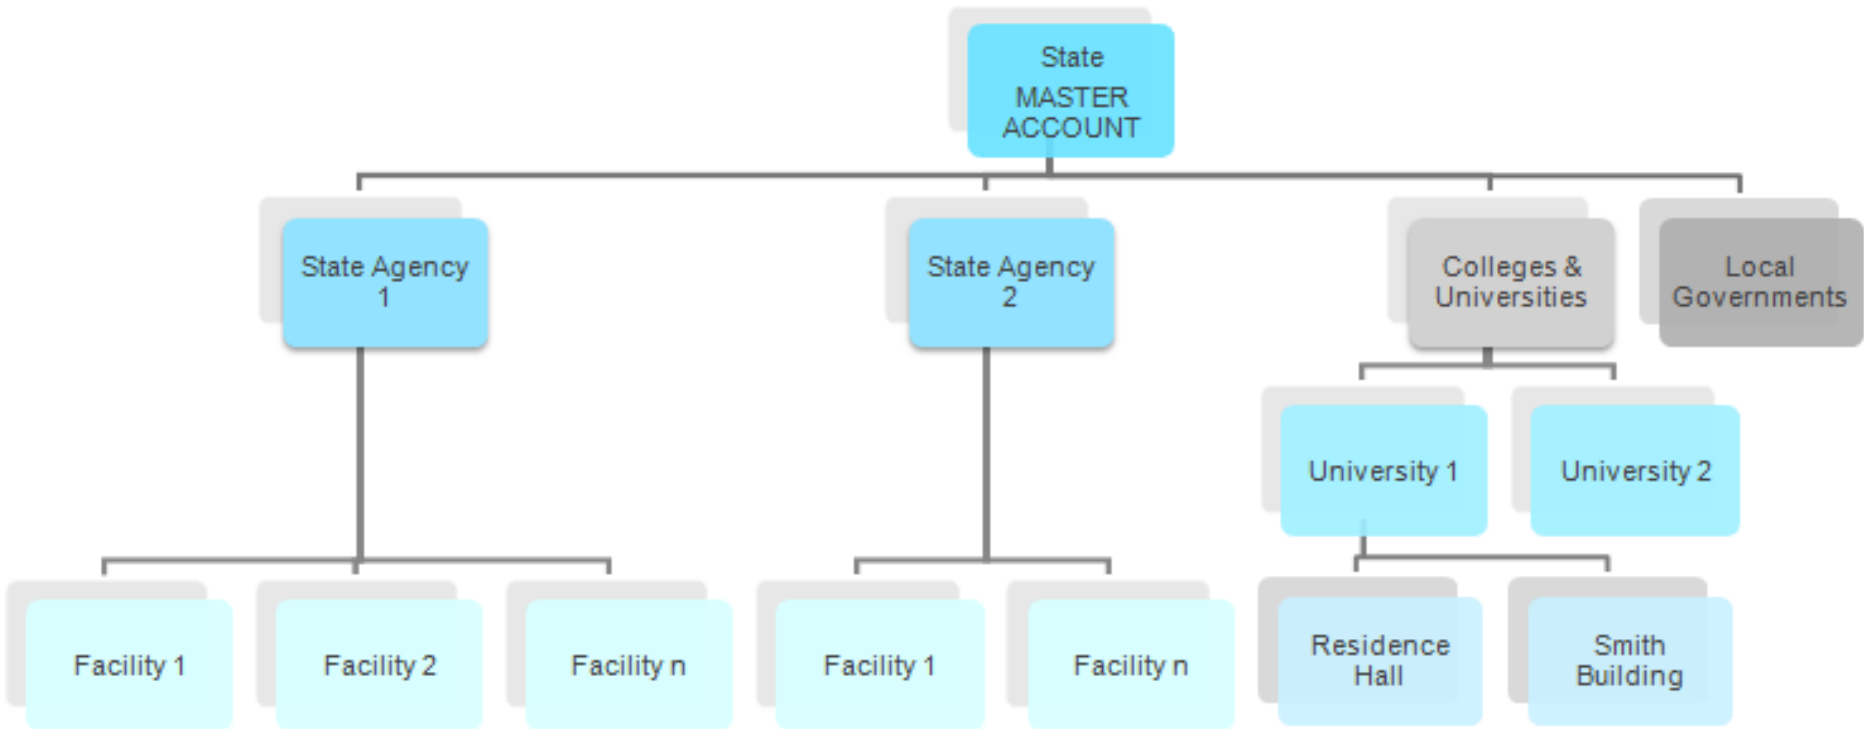 State
MASTER
ACCOUNT
State Agency
1
State Agency
2
Colleges &
Universities
Local
Governments
University 1
University 2
Facility 1
Facility 2
Facility n
Facility 1
Facility n
Residence
Hall
Smith
Building